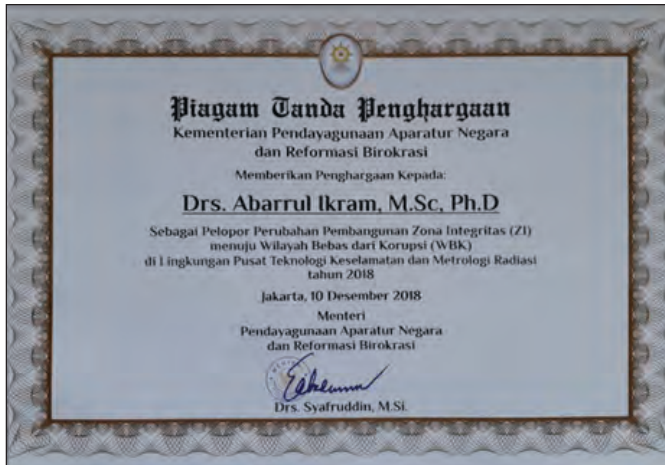 Piagam Tanda Penghargaan
Kementerian Pendayagunaan Aparatur Negara
dan Reformasi Birokrasi
Memberikan Penghargaan Kepada:
Drs. Abarrul Ikram, M.Sc, Ph.D
Sebagai Pelopor Perubahan Pembangunan Zona Integritas (ZI)
menuju Wilayah Bebas dari Korupsi (WBK)
di Lingkungan Pusat Teknologi Keselamatan dan Metrologi Radiasi
tahun 2018
Jakarta, 10 Desember 2018
Menteri
Pendayagunaan Aparatur Negara
dan Reformasi Birokrasi
Drs. Syafruddin, M.Si.